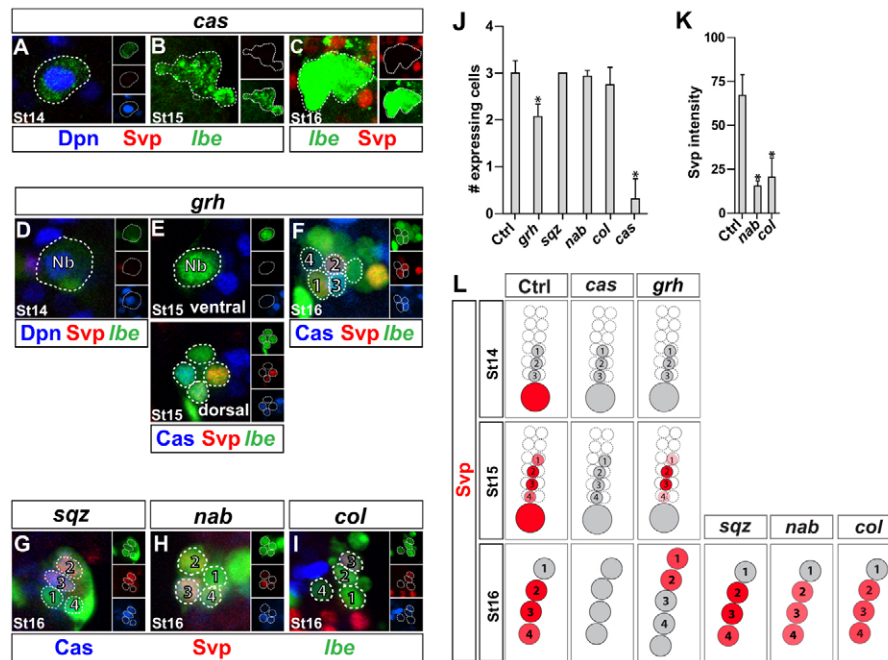 cas
A
St14
B
St15
C
St16
Dpn Svp lbe
lbe Svp
grh
D
Nb
St14
E
Nb
St15 ventral
F
4
2
1
3
St16
Dpn Svp lbe
St15 dorsal
Cas Svp lbe
Cas Svp lbe
sqz
nab
col
G
2
3
1
4
St16
H
2
1
3
4
St16
I
3
2
4
1
St16
Cas
Svp
lbe
J
# expressing cells
4
3
2
1
0
*
*
Ctrl
grh
sqz
nab
col
cas
K
Svp intensity
100
75
50
25
0
*
*
Ctrl
nab
col
L
Ctrl
cas
grh
Svp
St14
1
2
3
1
2
3
1
2
3
St15
1
2
3
4
1
2
3
4
1
2
3
4
sqz
nab
col
St16
1
2
3
4
1
2
3
4
1
2
3
4
1
2
3
4
1
2
3
4